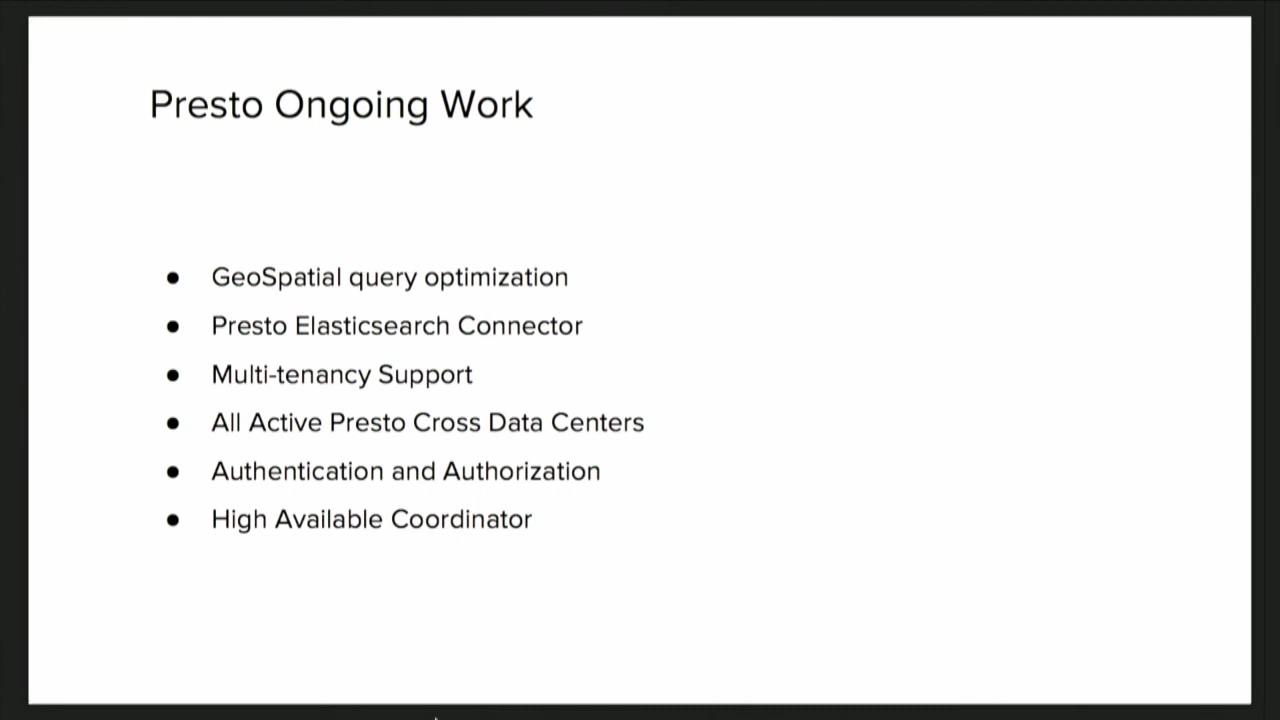 Presto Ongoing Work
● GeoSpatial query optimization
● Presto Elasticsearch Connector
● Multi-tenancy Support
● All Active Presto Cross Data Centers
● Authentication and Authorization
● High Available Coordinator